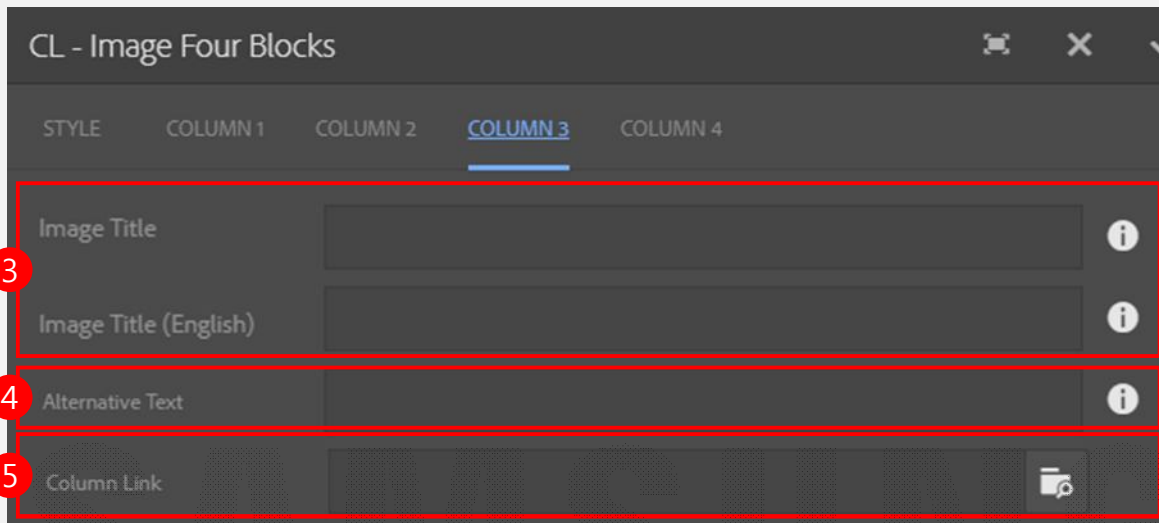 CL - Image Four Blocks
STYLE COLUMN 1 COLUMN 2 COLUMN 3 COLUMN 4
Image Title
3
Image Title (English)
4 Alternative Text
5 Column Link